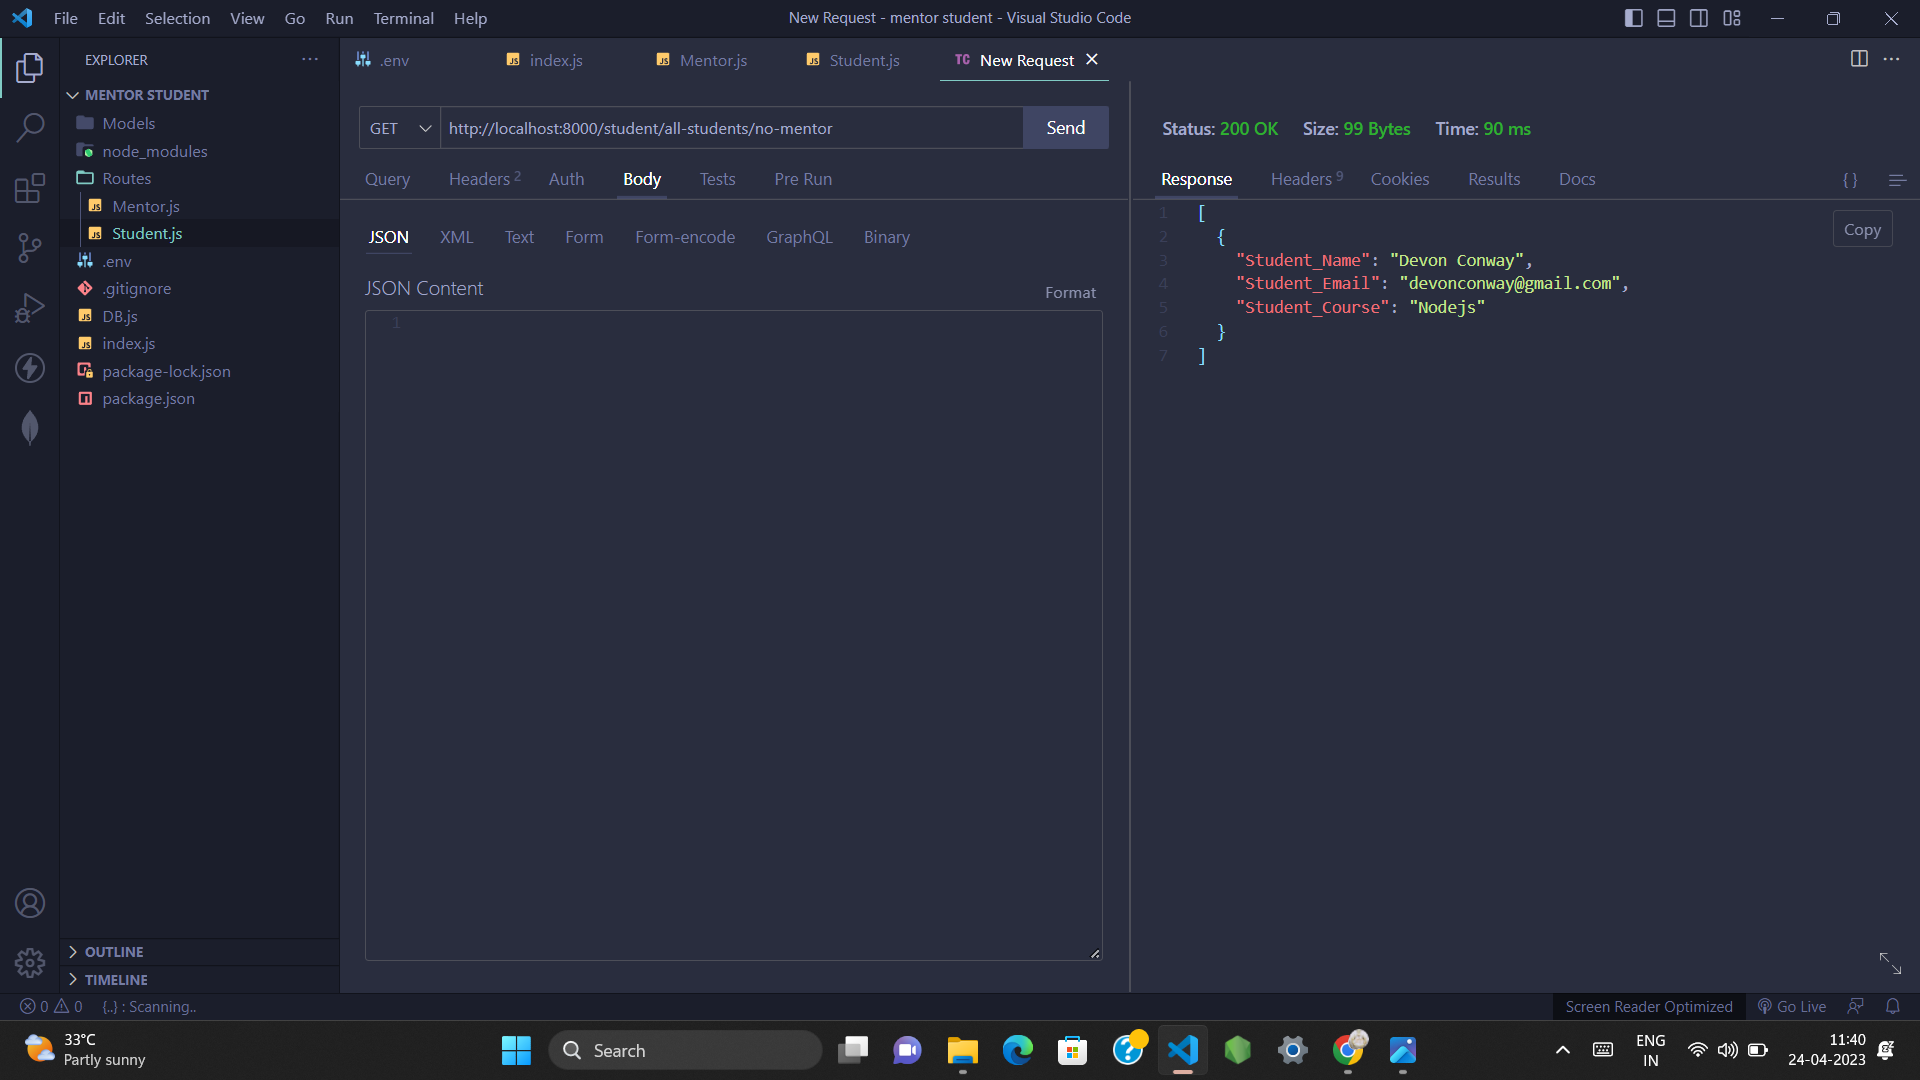 File Edit Selection View Go Run Terminal Help
New Request - mentor student - Visual Studio Code
EXPLORER
MENTOR STUDENT
Models
node_modules
Routes
Mentor.js
Student.js
.env
.gitignore
DB.js
index.js
package-lock.json
package.json
OUTLINE
TIMELINE
.env index.js Mentor.js Student.js TC New Request
GET http://localhost:8000/student/all-students/no-mentor Send
Query Headers 2 Auth Body Tests Pre Run
JSON XML Text Form Form-encode GraphQL Binary
JSON Content
Format
1
Status: 200 OK Size: 99 Bytes Time: 90 ms
Response Headers 9 Cookies Results Docs { }
Copy
1 [
2 {
3 "Student_Name": "Devon Conway",
4 "Student_Email": "devonconway@gmail.com",
5 "Student_Course": "Nodejs"
6 }
7 ]
0 0 {..} : Scanning..
Screen Reader Optimized Go Live
33°C
Partly sunny
Search
ENG
IN
11:40
24-04-2023